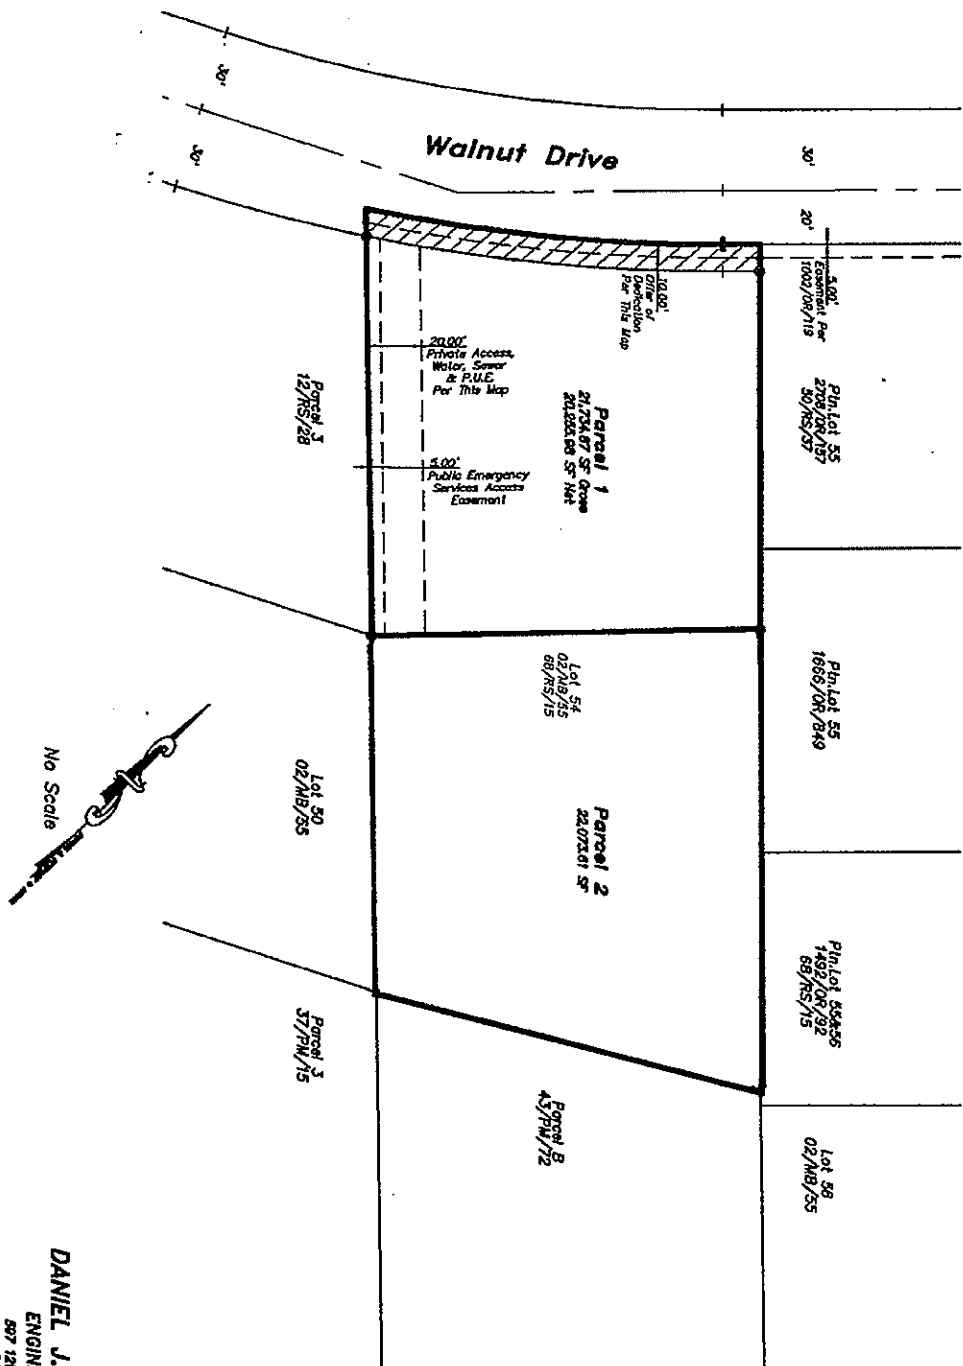 Walnut Drive
30'
30'
30'
20'
5.00'
Easement Per
1002/OR/119
10.00'
Offer of
Dedication
Per This Map
Ptn.Lot 55
2708/OR/157
50/RS/37
20.00'
Private Access,
Water, Sewer
& P.U.E.
Per This Map
5.00'
Public Emergency
Services Access
Easement
Parcel 1
21,734.87 SF Gross
SF Net
Parcel 3
12/RS/28
Ptn.Lot 55
1666/OR/849
Lot 54
02/MB/55
68/RS/15
Lot 50
02/MB/55
Parcel 2
22,073.61 SF
Ptn.Lot 55&56
1492/OR/92
68/RS/15
Parcel 3
37/PM/15
Parcel B
43/PM/72
Lot 58
02/MB/55
No Scale
DANIEL J.
ENGIN